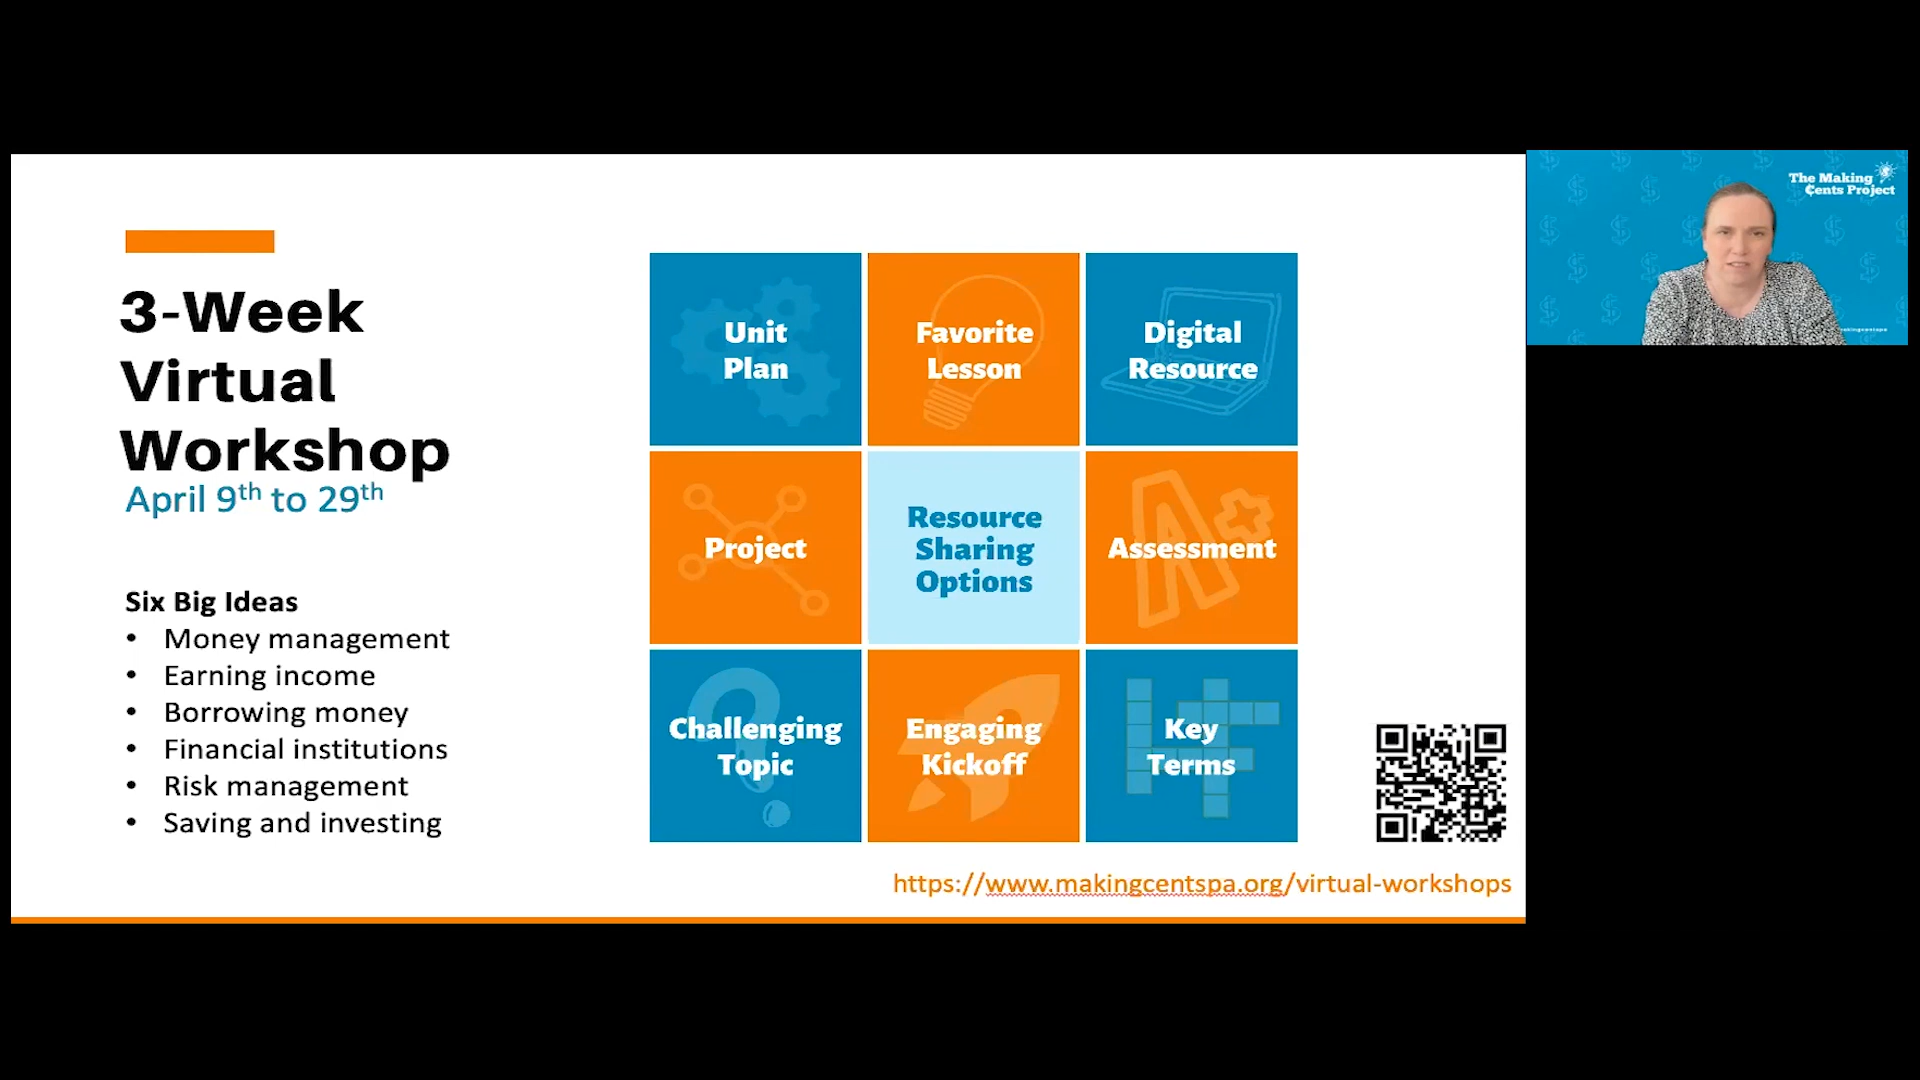 3-Week
Virtual
Workshop
April 9th to 29th
Six Big Ideas
• Money management
• Earning income
• Borrowing money
• Financial institutions
• Risk management
• Saving and investing
Unit
Plan
Favorite
Lesson
Digital
Resource
Project
Resource
Sharing
Options
Assessment
Challenging
Topic
Engaging
Kickoff
Key
Terms
https://www.makingcentspa.org/virtual-workshops
The Making
¢ents Project